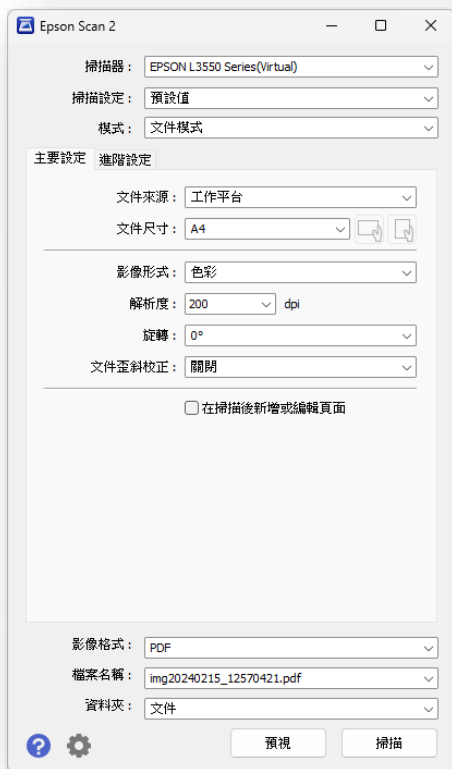 Epson Scan 2
掃描器： EPSON L3550 Series(Virtual)
掃描設定： 預設值
模式： 文件模式
主要設定 進階設定
文件來源： 工作平台
文件尺寸： A4
影像形式： 色彩
解析度： 200 dpi
旋轉： 0°
文件歪斜校正： 關閉
在掃描後新增或編輯頁面
影像格式： PDF
檔案名稱： img20240215_12570421.pdf
資料夾： 文件
? 預視 掃描